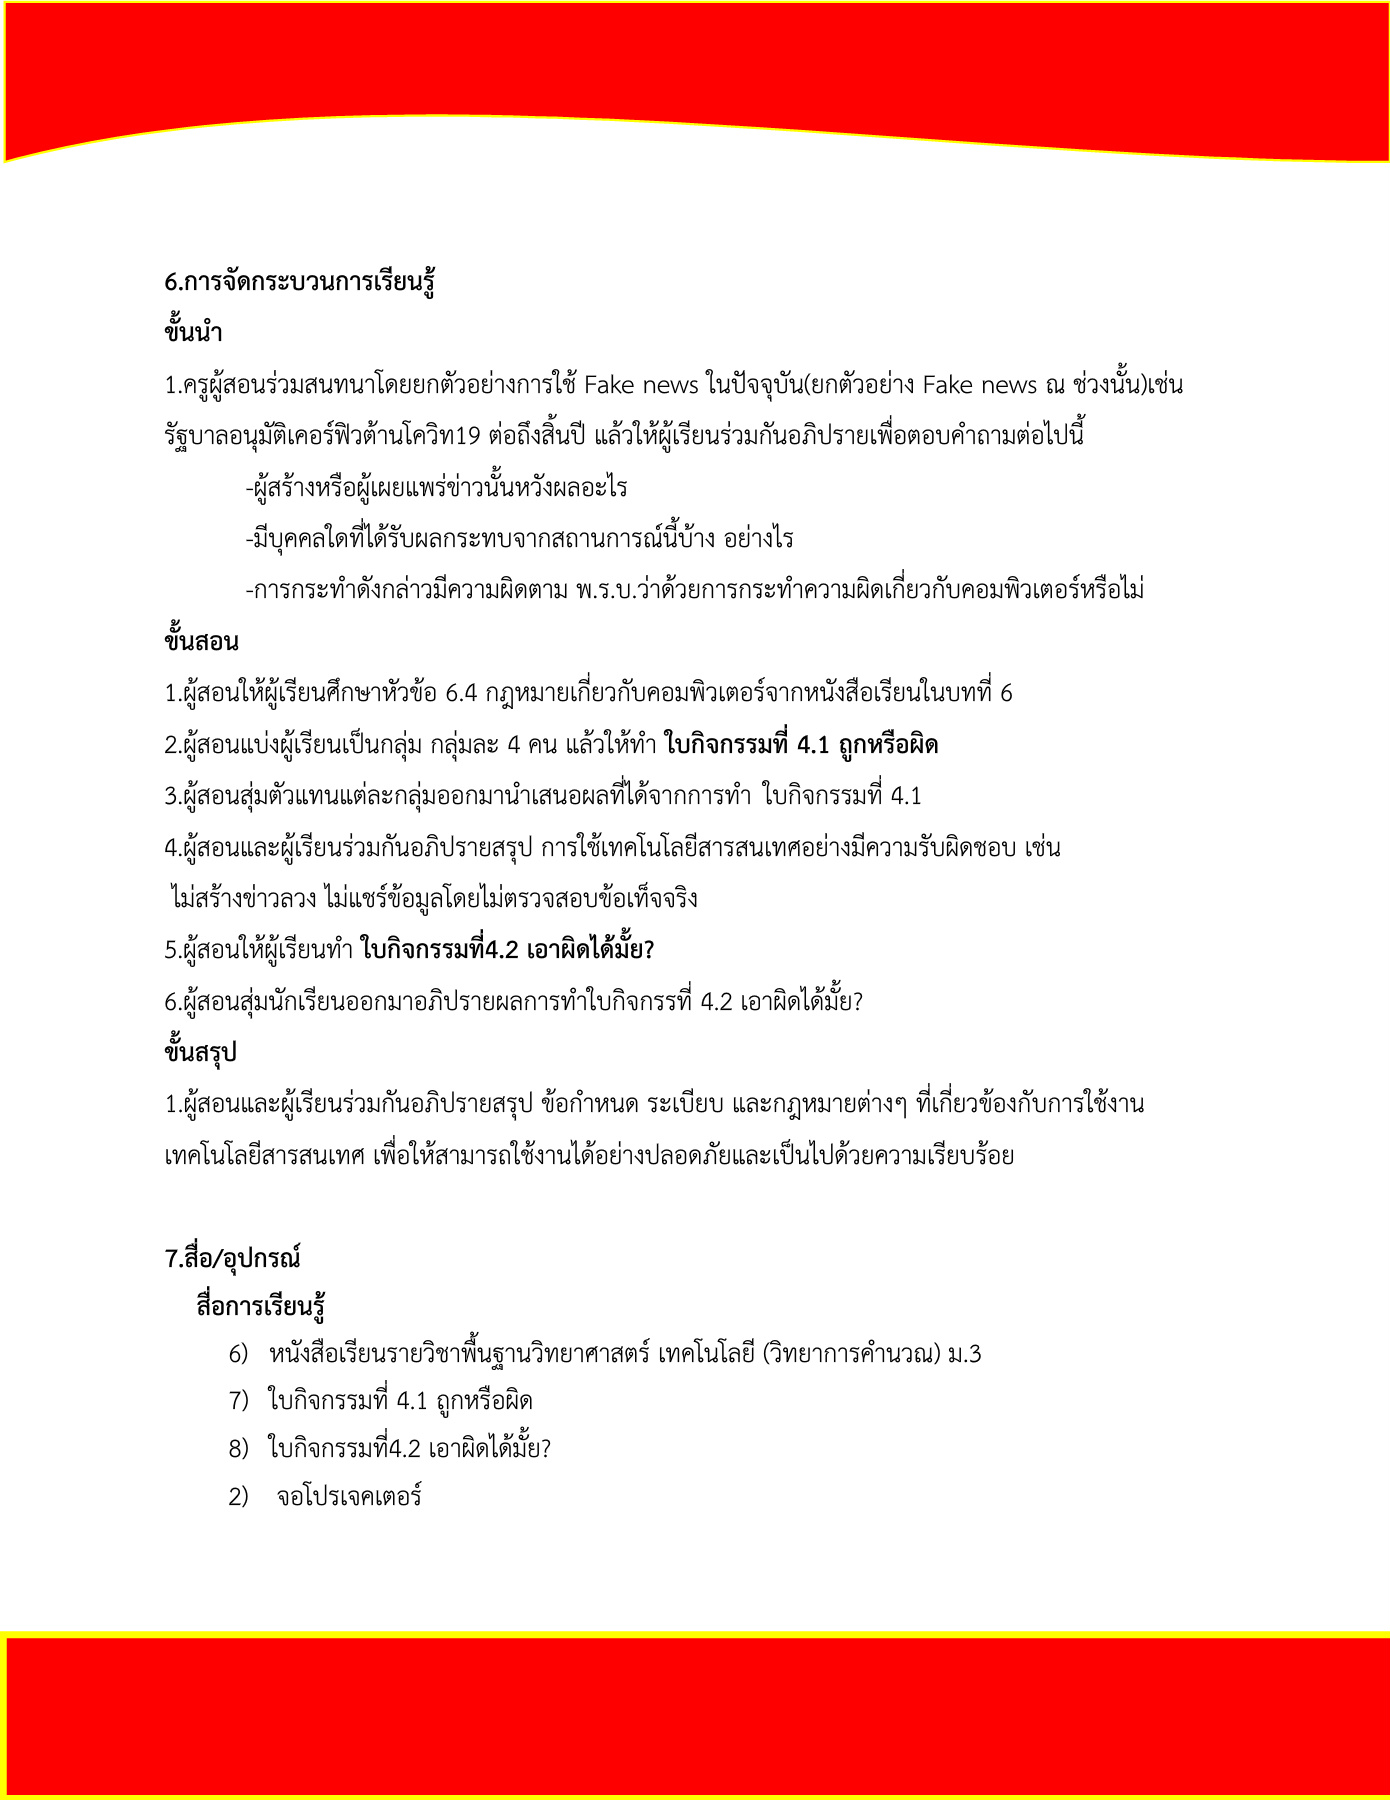 6.การจัดกระบวนการเรียนรู้
ขั้นนำ
1.ครูผู้สอนร่วมสนทนาโดยยกตัวอย่างการใช้ Fake news ในปัจจุบัน(ยกตัวอย่าง Fake news ณ ช่วงนั้น)เช่น
รัฐบาลอนุมัติเคอร์ฟิวต้านโควิท19 ต่อถึงสิ้นปี แล้วให้ผู้เรียนร่วมกันอภิปรายเพื่อตอบคำถามต่อไปนี้
-ผู้สร้างหรือผู้เผยแพร่ข่าวนั้นหวังผลอะไร
-มีบุคคลใดที่ได้รับผลกระทบจากสถานการณ์นี้บ้าง อย่างไร
-การกระทำดังกล่าวมีความผิดตาม พ.ร.บ.ว่าด้วยการกระทำความผิดเกี่ยวกับคอมพิวเตอร์หรือไม่
ขั้นสอน
1.ผู้สอนให้ผู้เรียนศึกษาหัวข้อ 6.4 กฎหมายเกี่ยวกับคอมพิวเตอร์จากหนังสือเรียนในบทที่ 6
2.ผู้สอนแบ่งผู้เรียนเป็นกลุ่ม กลุ่มละ 4 คน แล้วให้ทำ ใบกิจกรรมที่ 4.1 ถูกหรือผิด
3.ผู้สอนสุ่มตัวแทนแต่ละกลุ่มออกมานำเสนอผลที่ได้จากการทำ ใบกิจกรรมที่ 4.1
4.ผู้สอนและผู้เรียนร่วมกันอภิปรายสรุป การใช้เทคโนโลยีสารสนเทศอย่างมีความรับผิดชอบ เช่น
ไม่สร้างข่าวลวง ไม่แชร์ข้อมูลโดยไม่ตรวจสอบข้อเท็จจริง
5.ผู้สอนให้ผู้เรียนทำ ใบกิจกรรมที่4.2 เอาผิดได้มั้ย?
6.ผู้สอนสุ่มนักเรียนออกมาอภิปรายผลการทำใบกิจกรรที่ 4.2 เอาผิดได้มั้ย?
ขั้นสรุป
1.ผู้สอนและผู้เรียนร่วมกันอภิปรายสรุป ข้อกำหนด ระเบียบ และกฎหมายต่างๆ ที่เกี่ยวข้องกับการใช้งาน
เทคโนโลยีสารสนเทศ เพื่อให้สามารถใช้งานได้อย่างปลอดภัยและเป็นไปด้วยความเรียบร้อย
7.สื่อ/อุปกรณ์
สื่อการเรียนรู้
6) หนังสือเรียนรายวิชาพื้นฐานวิทยาศาสตร์ เทคโนโลยี (วิทยาการคำนวณ) ม.3
7) ใบกิจกรรมที่ 4.1 ถูกหรือผิด
8) ใบกิจกรรมที่4.2 เอาผิดได้มั้ย?
2) จอโปรเจคเตอร์